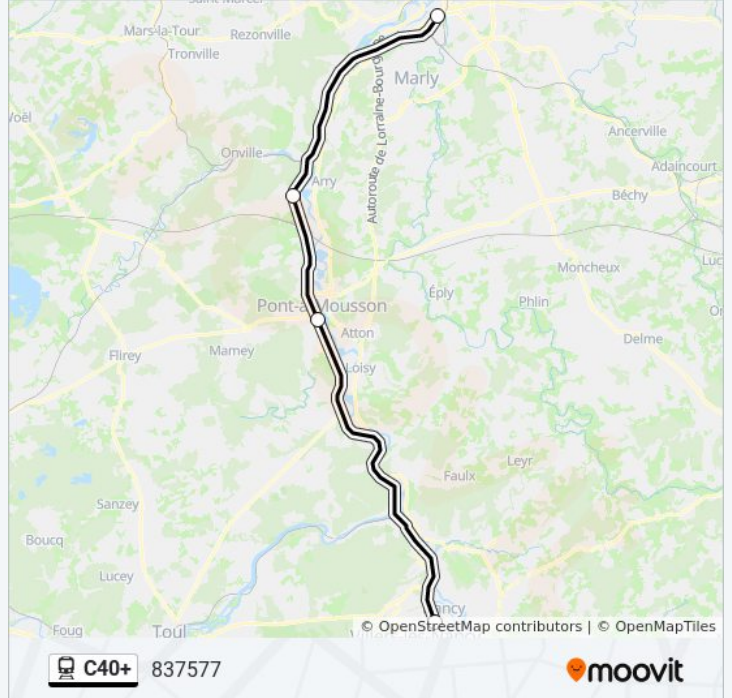 Mars-la-Tour
Rezonville
Tronville
Marly
Autoroute de Lorraine-Bourgogne
Ancerville
Onville
Adaincourt
Arry
Béchy
Moncheux
Éply
Phlin
Pont-à-Mousson
Atton
Delme
Flirey
Mamey
Loisy
Leyr
Faulx
Sanzey
Boucq
Lucey
Foug
Toul
© OpenStreetMap contributors | © OpenMapTiles
C40+ 837577
moovit